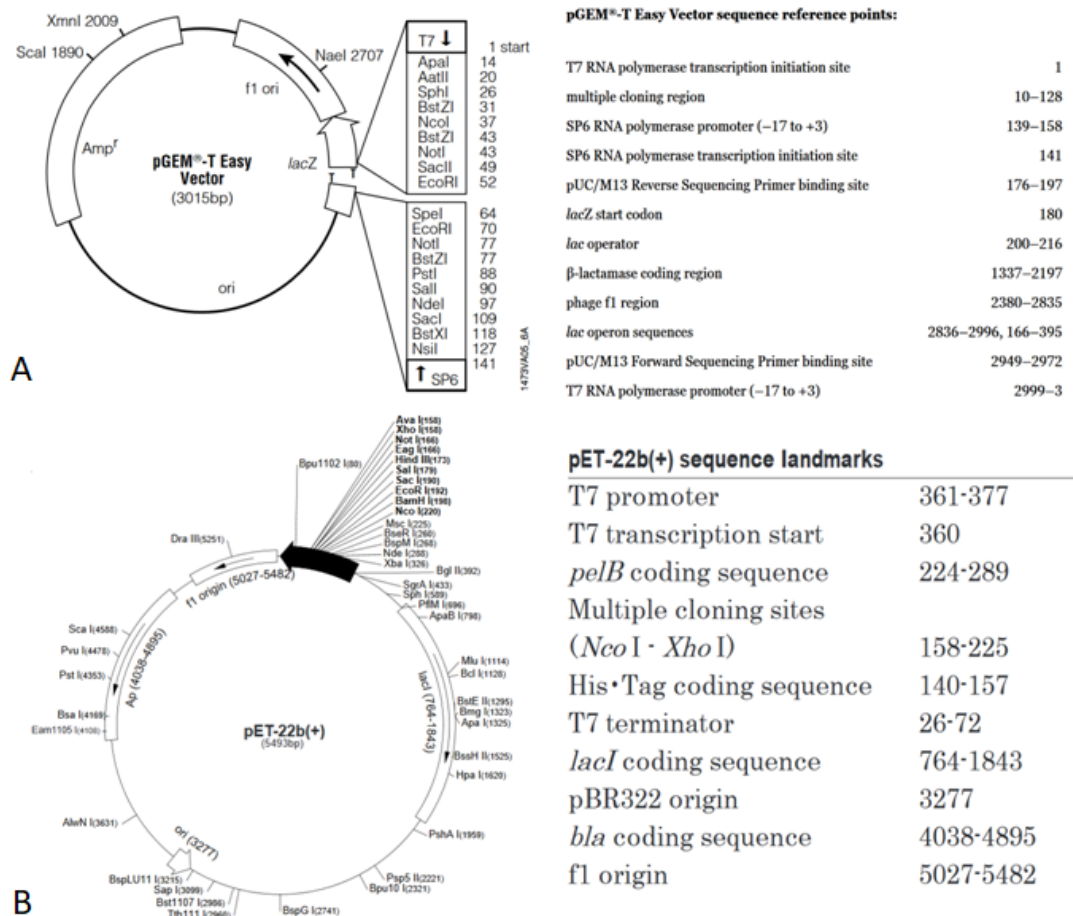 XmnI 2009
ScaI 1890
NaeI 2707
f1 ori
Ampʳ
pGEM®-T Easy
Vector
(3015bp)
lacZ
ori
T7 ↓
1 start
ApaI 14
AatII 20
SphI 26
BstZI 31
NcoI 37
BstZI 43
NotI 43
SacII 49
EcoRI 52
SpeI 64
EcoRI 70
NotI 77
BstZI 77
PstI 88
SalI 90
NdeI 97
SacI 109
BstXI 118
NsiI 127
141
↑ SP6
1473VA05_6A
A
pGEM®-T Easy Vector sequence reference points:
T7 RNA polymerase transcription initiation site 1
multiple cloning region 10–128
SP6 RNA polymerase promoter (−17 to +3) 139–158
SP6 RNA polymerase transcription initiation site 141
pUC/M13 Reverse Sequencing Primer binding site 176–197
lacZ start codon 180
lac operator 200–216
β-lactamase coding region 1337–2197
phage f1 region 2380–2835
lac operon sequences 2836–2996, 166–395
pUC/M13 Forward Sequencing Primer binding site 2949–2972
T7 RNA polymerase promoter (−17 to +3) 2999–3
Ava I(158)
Xho I(158)
Not I(166)
Eag I(166)
Hind III(173)
Sal I(179)
Sac I(190)
EcoR I(192)
BamH I(198)
Nco I(220)
Msc I(225)
BseR I(260)
BspM I(268)
Nde I(288)
Xba I(326)
Bgl II(392)
SgrA I(433)
Sph I(589)
PflM I(696)
ApaB I(798)
Mlu I(1114)
Bcl I(1128)
BstE II(1295)
Bmg I(1323)
Apa I(1325)
BssH II(1525)
Hpa I(1620)
PshA I(1959)
Psp5 II(2221)
Bpu10 I(2321)
BspG I(2741)
Tth111 I(2960)
Bst1107 I(2986)
Sap I(3099)
BspLU11 I(3215)
AlwN I(3631)
Eam1105 I(4108)
Bsa I(4169)
Pst I(4353)
Pvu I(4478)
Sca I(4588)
Dra III(5251)
Bpu1102 I(80)
f1 origin (5027-5482)
Ap (4038-4895)
lacI (764-1843)
ori (3277)
pET-22b(+)
(5493bp)
B
pET-22b(+) sequence landmarks
T7 promoter 361-377
T7 transcription start 360
pelB coding sequence 224-289
Multiple cloning sites
(Nco I - Xho I) 158-225
His•Tag coding sequence 140-157
T7 terminator 26-72
lacI coding sequence 764-1843
pBR322 origin 3277
bla coding sequence 4038-4895
f1 origin 5027-5482